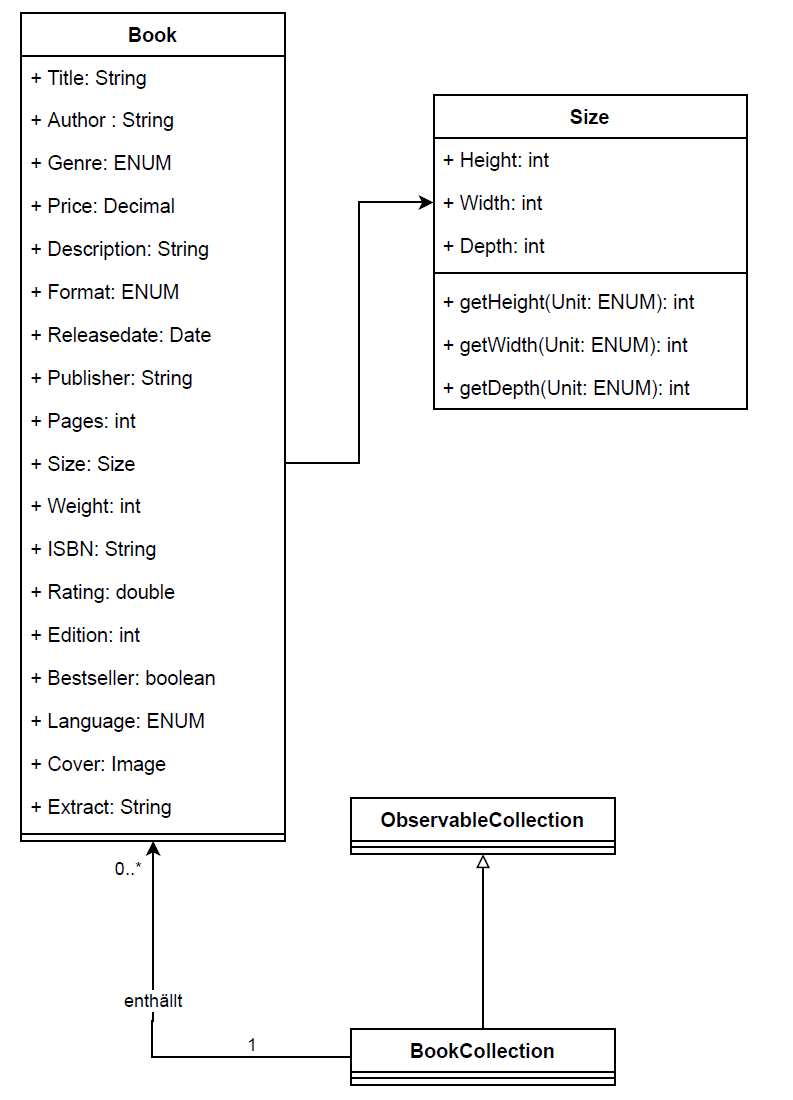 Book
+ Title: String
+ Author : String
+ Genre: ENUM
+ Price: Decimal
+ Description: String
+ Format: ENUM
+ Releasedate: Date
+ Publisher: String
+ Pages: int
+ Size: Size
+ Weight: int
+ ISBN: String
+ Rating: double
+ Edition: int
+ Bestseller: boolean
+ Language: ENUM
+ Cover: Image
+ Extract: String
Size
+ Height: int
+ Width: int
+ Depth: int
+ getHeight(Unit: ENUM): int
+ getWidth(Unit: ENUM): int
+ getDepth(Unit: ENUM): int
ObservableCollection
0..*
enthällt
1
BookCollection